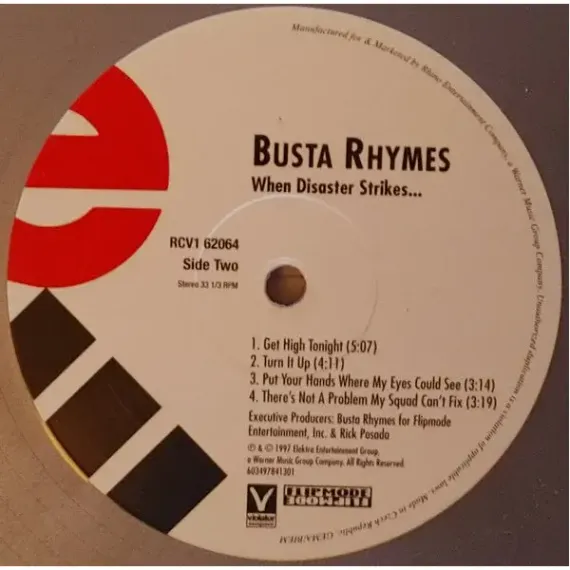 Manufactured for & Marketed by Rhino Entertainment Company, a Warner Music Group Company. Unauthorized duplication is a violation of applicable laws. Made in Czech Republic. GEMA/BIEM
e
BUSTA RHYMES
When Disaster Strikes...
RCV1 62064
Side Two
Stereo 33 1/3 RPM
1. Get High Tonight (5:07)
2. Turn It Up (4:11)
3. Put Your Hands Where My Eyes Could See (3:14)
4. There's Not A Problem My Squad Can't Fix (3:19)
Executive Producers: Busta Rhymes for Flipmode
Entertainment, Inc. & Rick Posada
℗ & © 1997 Elektra Entertainment Group,
a Warner Music Group Company. All Rights Reserved.
603497841301
V
violator
FLIPMODE
FLIPMODE